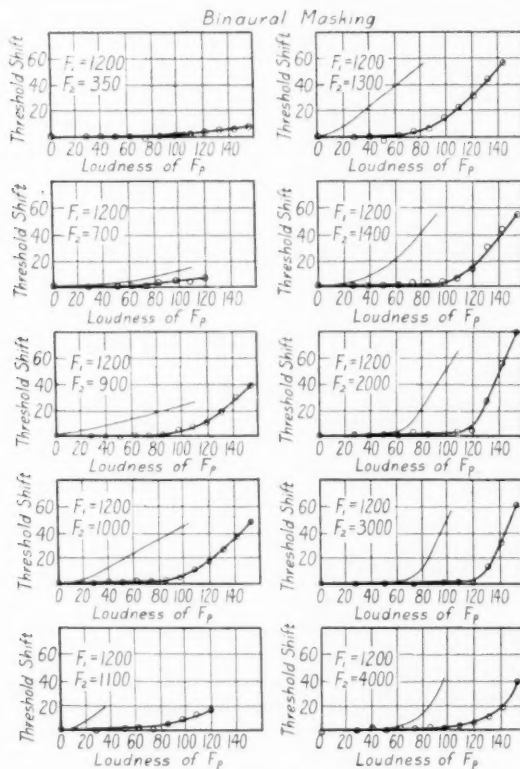 Binaural Masking
Threshold Shift
60
40
20
F₁=1200
F₂=350
0 20 40 60 80 100 120 140
Loudness of Fₚ
Threshold Shift
60
40
20
F₁=1200
F₂=1300
0 20 40 60 80 100 120 140
Loudness of Fₚ
Threshold Shift
60
40
20
F₁=1200
F₂=700
0 20 40 60 80 100 120 140
Loudness of Fₚ
Threshold Shift
60
40
20
F₁=1200
F₂=1400
0 20 40 60 80 100 120 140
Loudness of Fₚ
Threshold Shift
60
40
20
F₁=1200
F₂=900
0 20 40 60 80 100 120 140
Loudness of Fₚ
Threshold Shift
60
40
20
F₁=1200
F₂=2000
0 20 40 60 80 100 120 140
Loudness of Fₚ
Threshold Shift
60
40
20
F₁=1200
F₂=1000
0 20 40 60 80 100 120 140
Loudness of Fₚ
Threshold Shift
60
40
20
F₁=1200
F₂=3000
0 20 40 60 80 100 120 140
Loudness of Fₚ
Threshold Shift
60
40
20
F₁=1200
F₂=1100
0 20 40 60 80 100 120 140
Loudness of Fₚ
Threshold Shift
60
40
20
F₁=1200
F₂=4000
0 20 40 60 80 100 120 140
Loudness of Fₚ